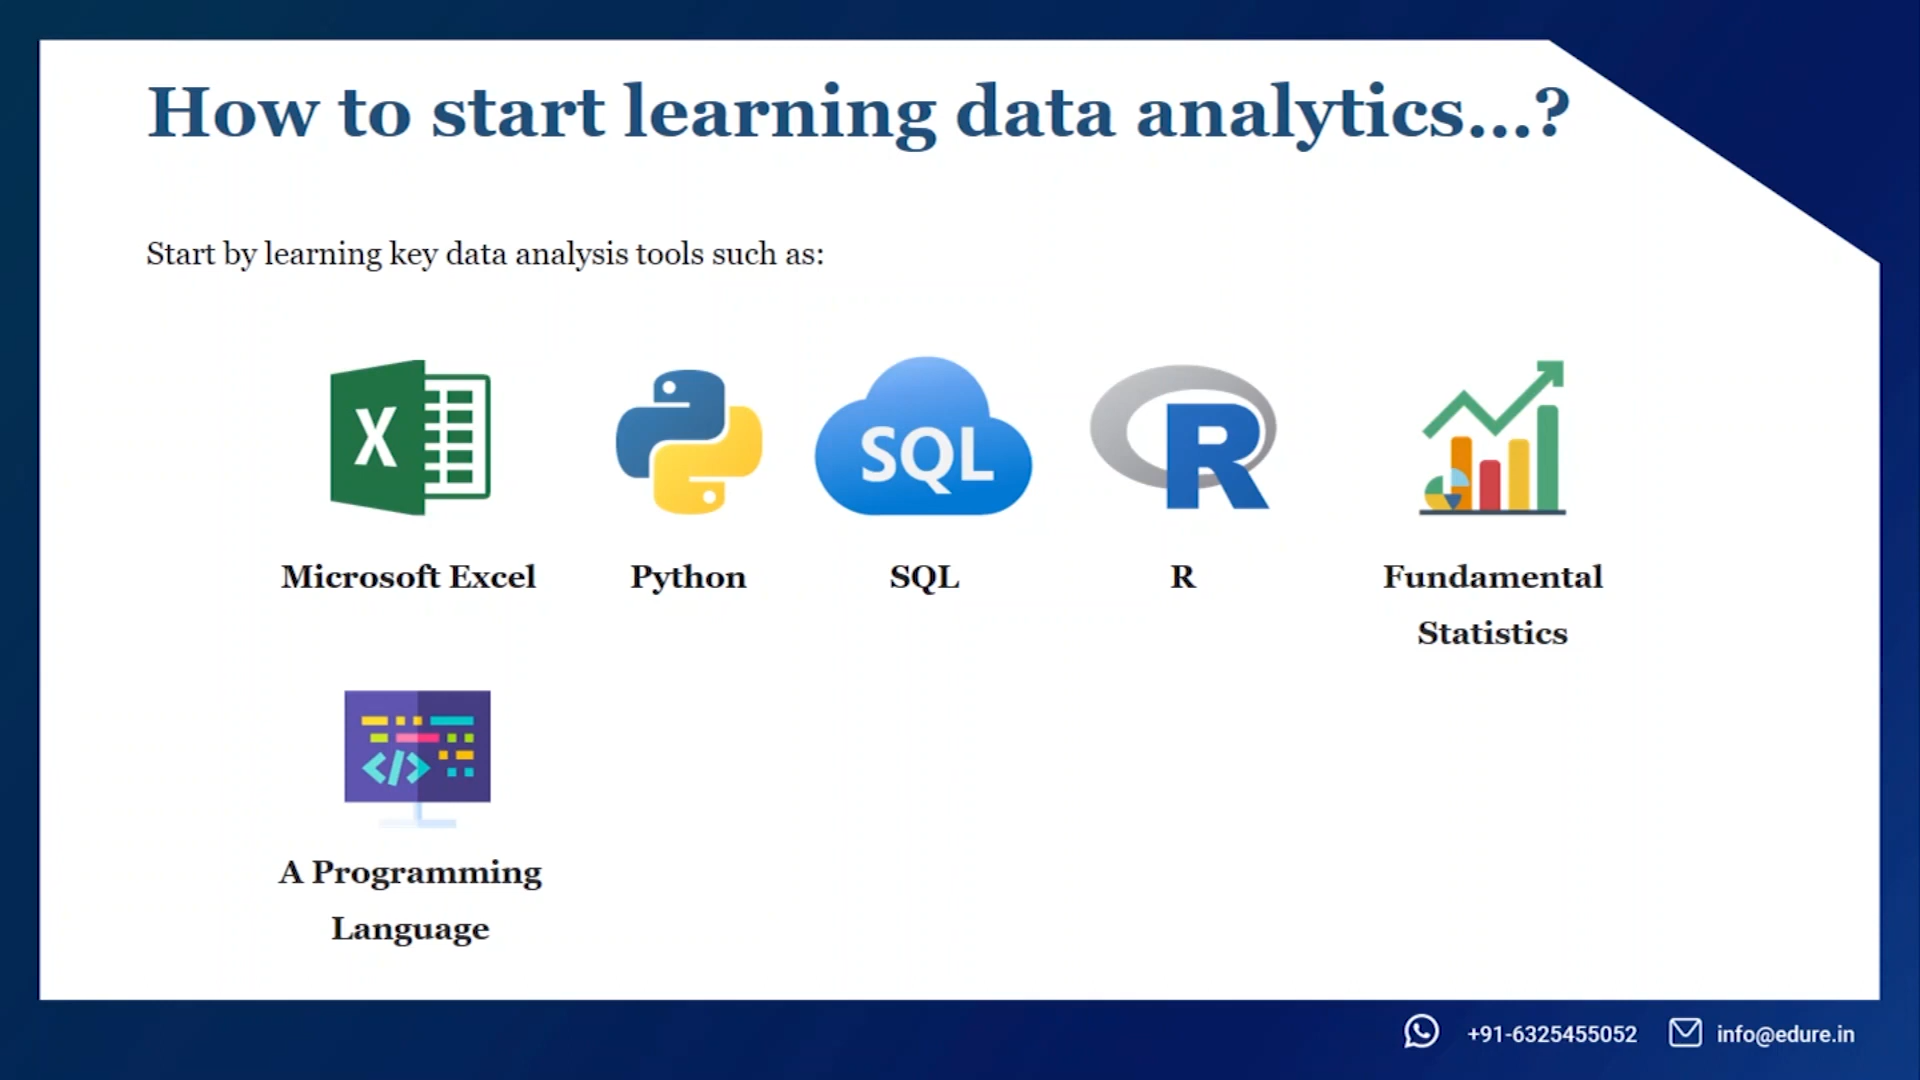 How to start learning data analytics...?
Start by learning key data analysis tools such as:
X
SQL
R
Microsoft Excel
Python
SQL
R
Fundamental
Statistics
</>
A Programming
Language
+91-6325455052
info@edure.in